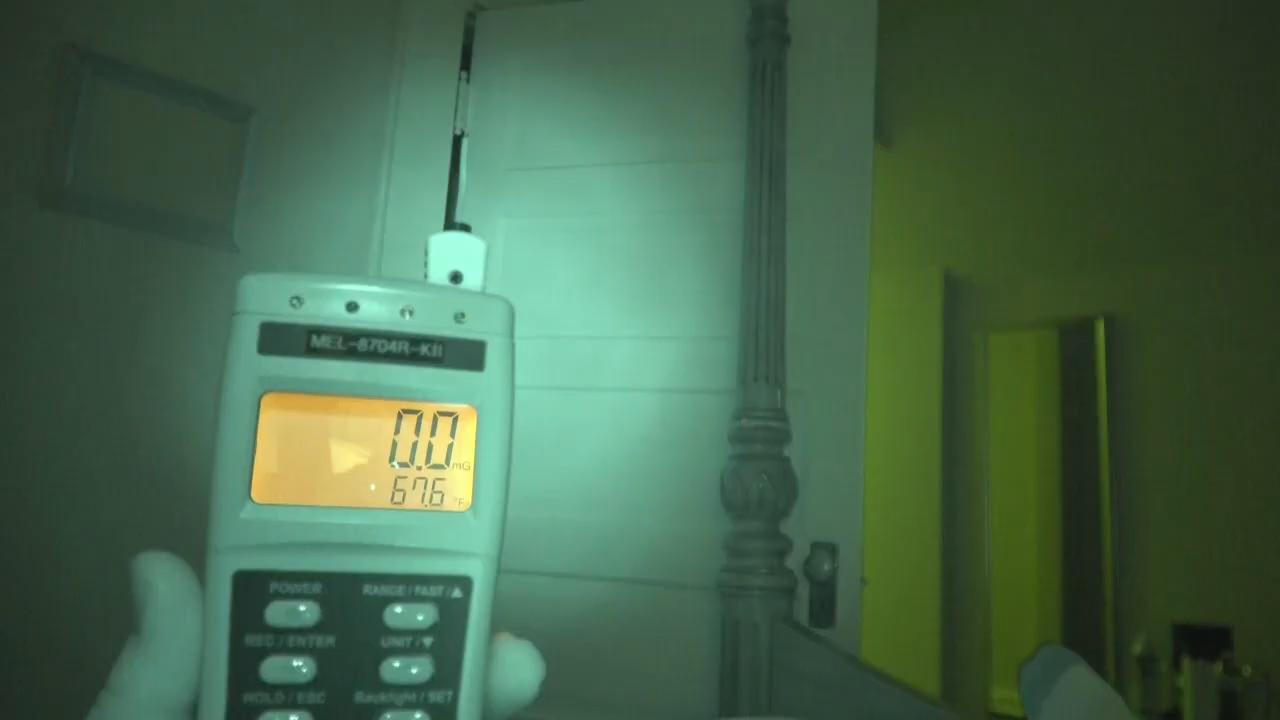 MEL-8704R-KII
0.0 mG
67.6 °F
POWER RANGE / FAST / ▲
REC / ENTER UNIT / ▼
HOLD / ESC Backlight / SET